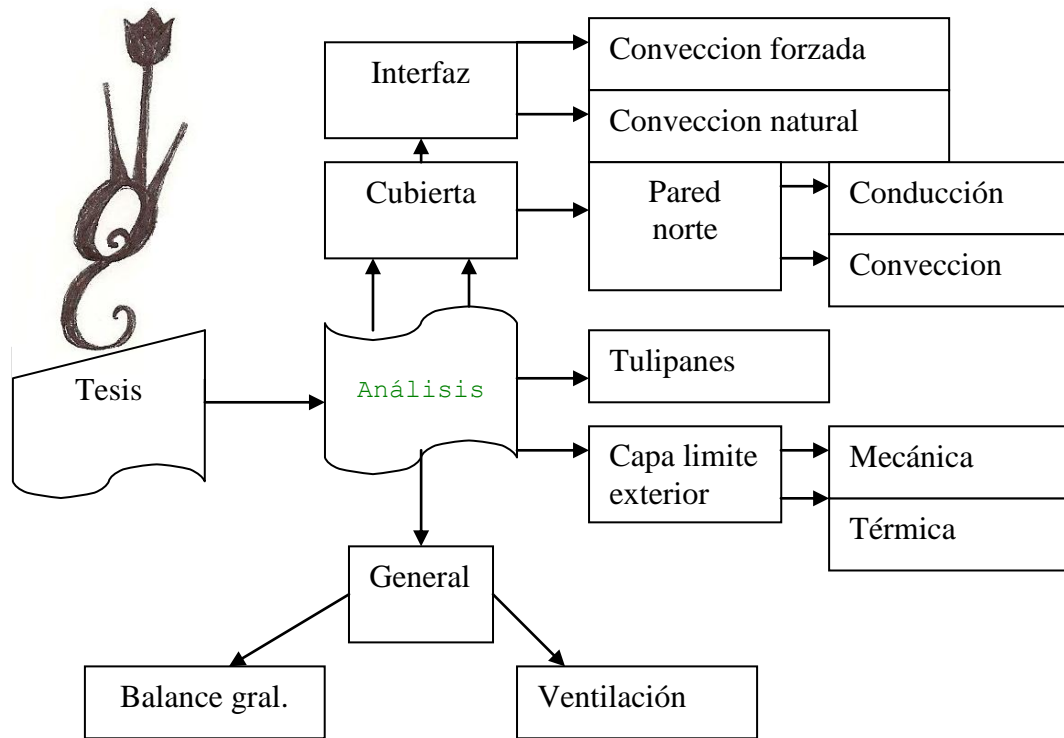 Interfaz
Conveccion forzada
Conveccion natural
Cubierta
Pared
norte
Conducción
Conveccion
Tesis
Análisis
Tulipanes
Capa limite
exterior
Mecánica
Térmica
General
Balance gral.
Ventilación